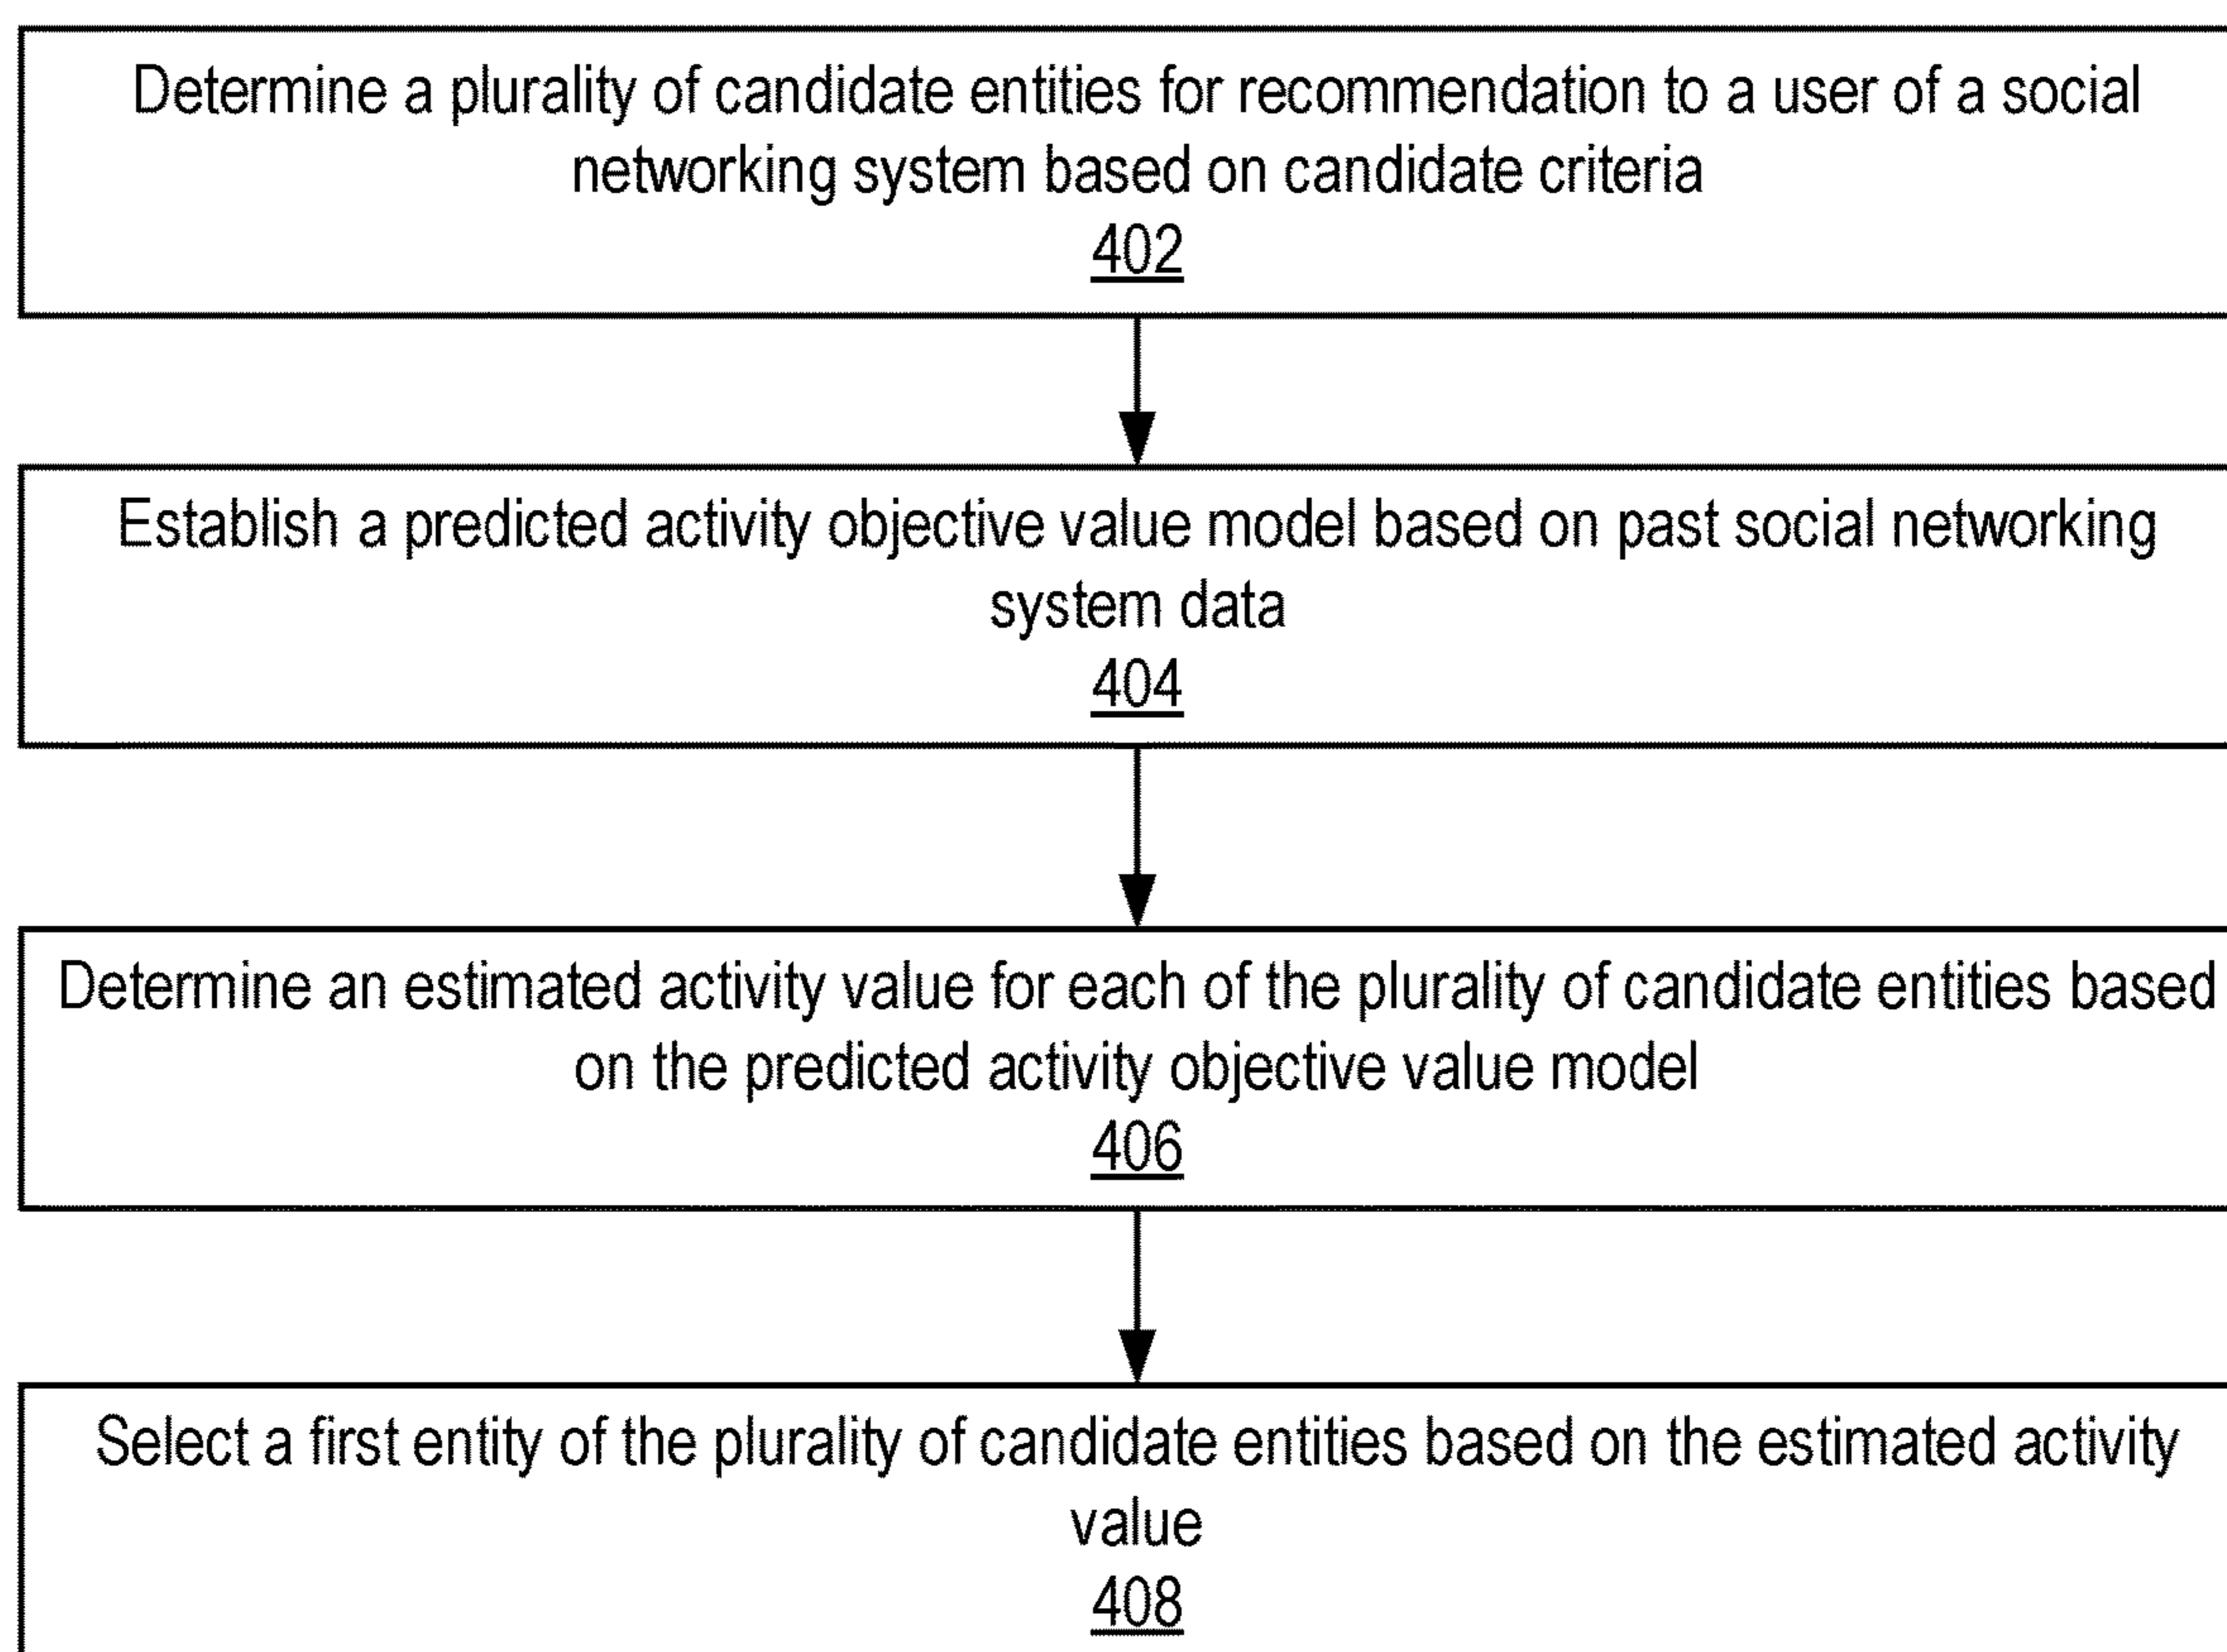 Determine a plurality of candidate entities for recommendation to a user of a social
networking system based on candidate criteria
402
Establish a predicted activity objective value model based on past social networking
system data
404
Determine an estimated activity value for each of the plurality of candidate entities based
on the predicted activity objective value model
406
Select a first entity of the plurality of candidate entities based on the estimated activity
value
408